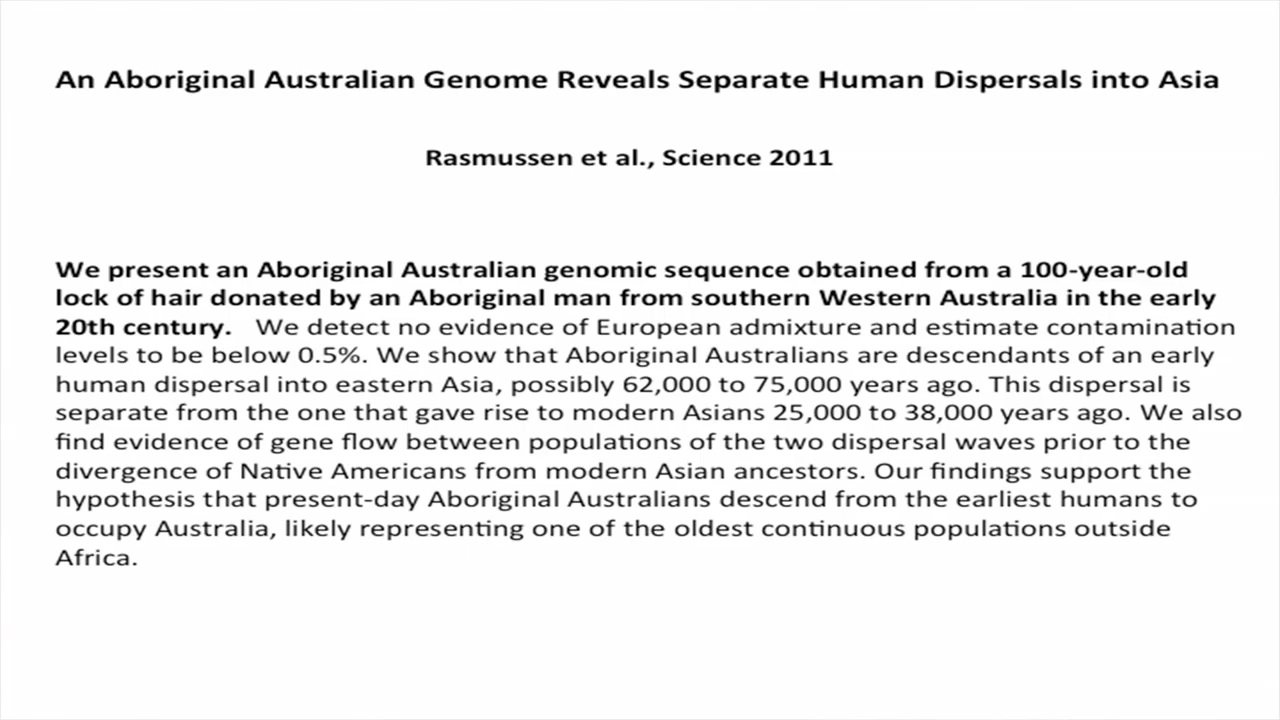 An Aboriginal Australian Genome Reveals Separate Human Dispersals into Asia
Rasmussen et al., Science 2011
We present an Aboriginal Australian genomic sequence obtained from a 100-year-old
lock of hair donated by an Aboriginal man from southern Western Australia in the early
20th century. We detect no evidence of European admixture and estimate contamination
levels to be below 0.5%. We show that Aboriginal Australians are descendants of an early
human dispersal into eastern Asia, possibly 62,000 to 75,000 years ago. This dispersal is
separate from the one that gave rise to modern Asians 25,000 to 38,000 years ago. We also
find evidence of gene flow between populations of the two dispersal waves prior to the
divergence of Native Americans from modern Asian ancestors. Our findings support the
hypothesis that present-day Aboriginal Australians descend from the earliest humans to
occupy Australia, likely representing one of the oldest continuous populations outside
Africa.